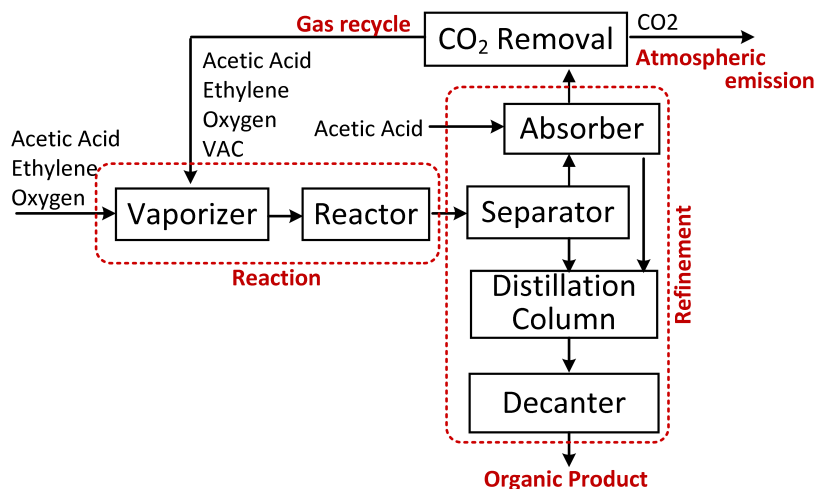 Gas recycle
CO₂ Removal
CO2
Atmospheric
emission
Acetic Acid
Ethylene
Oxygen
VAC
Acetic Acid
Absorber
Acetic Acid
Ethylene
Oxygen
Vaporizer
Reactor
Separator
Reaction
Distillation
Column
Refinement
Decanter
Organic Product